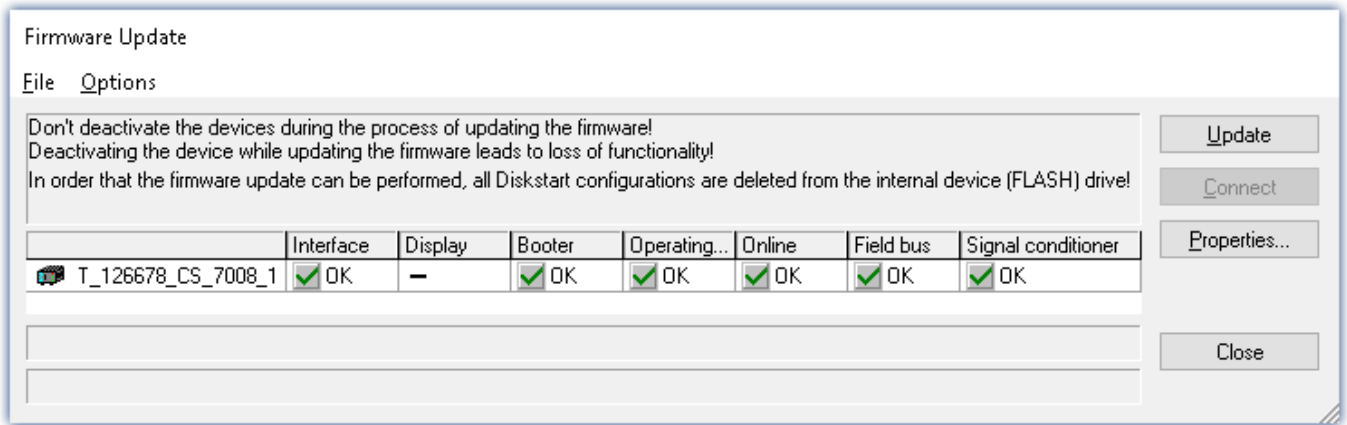 Firmware Update
File Options
Don't deactivate the devices during the process of updating the firmware!
Deactivating the device while updating the firmware leads to loss of functionality!
In order that the firmware update can be performed, all Diskstart configurations are deleted from the internal device (FLASH) drive!
Update
Connect
Properties...
Interface Display Booter Operating... Online Field bus Signal conditioner
T_126678_CS_7008_1 OK – OK OK OK OK OK
Close